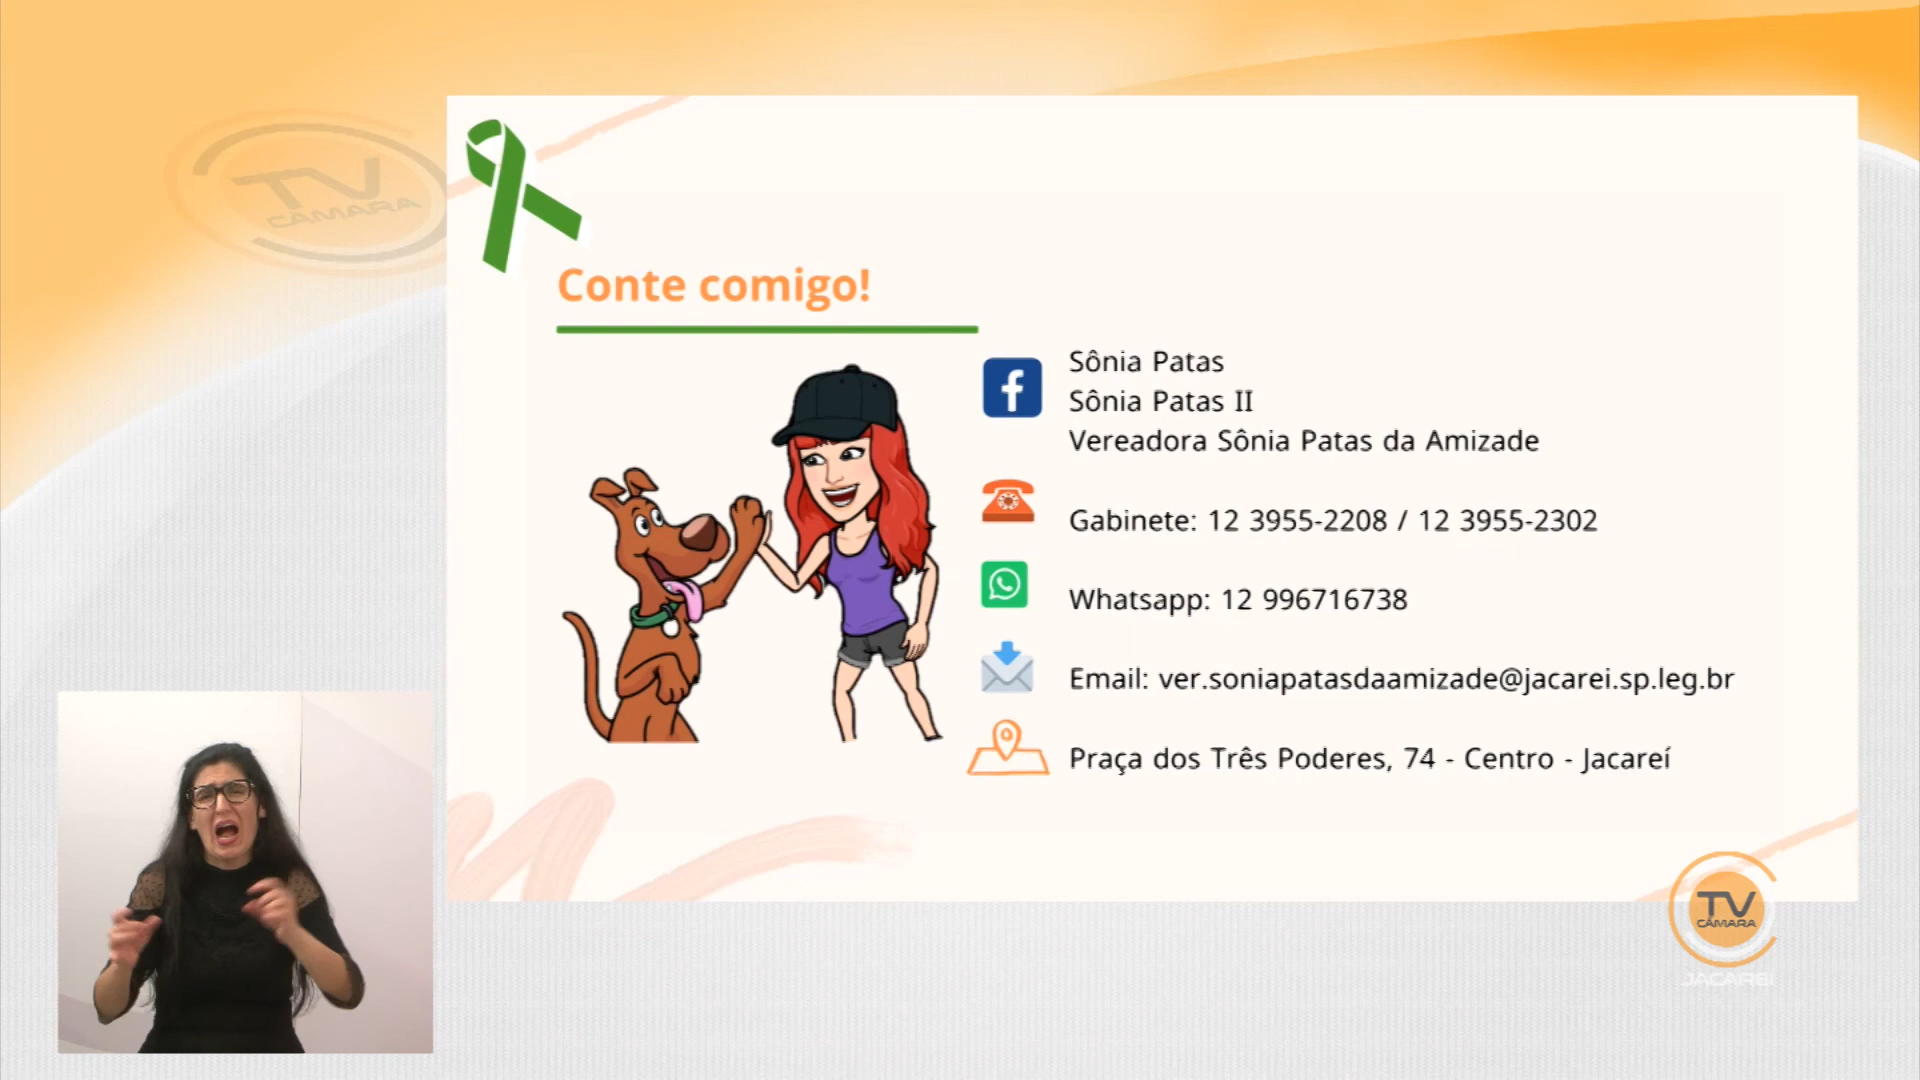 TV
CÂMARA
Conte comigo!
Sônia Patas
Sônia Patas II
Vereadora Sônia Patas da Amizade
Gabinete: 12 3955-2208 / 12 3955-2302
Whatsapp: 12 996716738
Email: ver.soniapatasdaamizade@jacarei.sp.leg.br
Praça dos Três Poderes, 74 - Centro - Jacareí
TV
CÂMARA
JACAREÍ